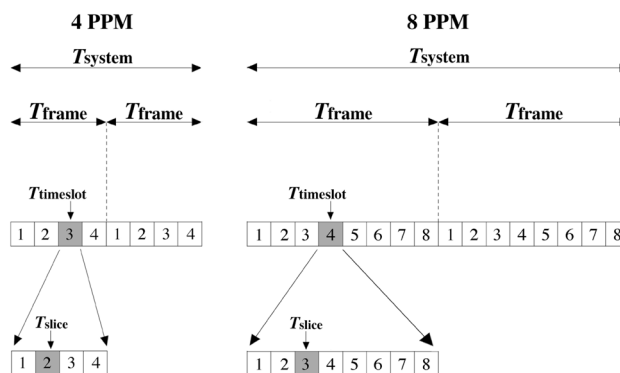 4 PPM 8 PPM
Tsystem Tsystem
Tframe Tframe Tframe Tframe
Ttimeslot Ttimeslot
1 2 3 4 1 2 3 4 1 2 3 4 5 6 7 8 1 2 3 4 5 6 7 8
Tslice Tslice
1 2 3 4 1 2 3 4 5 6 7 8